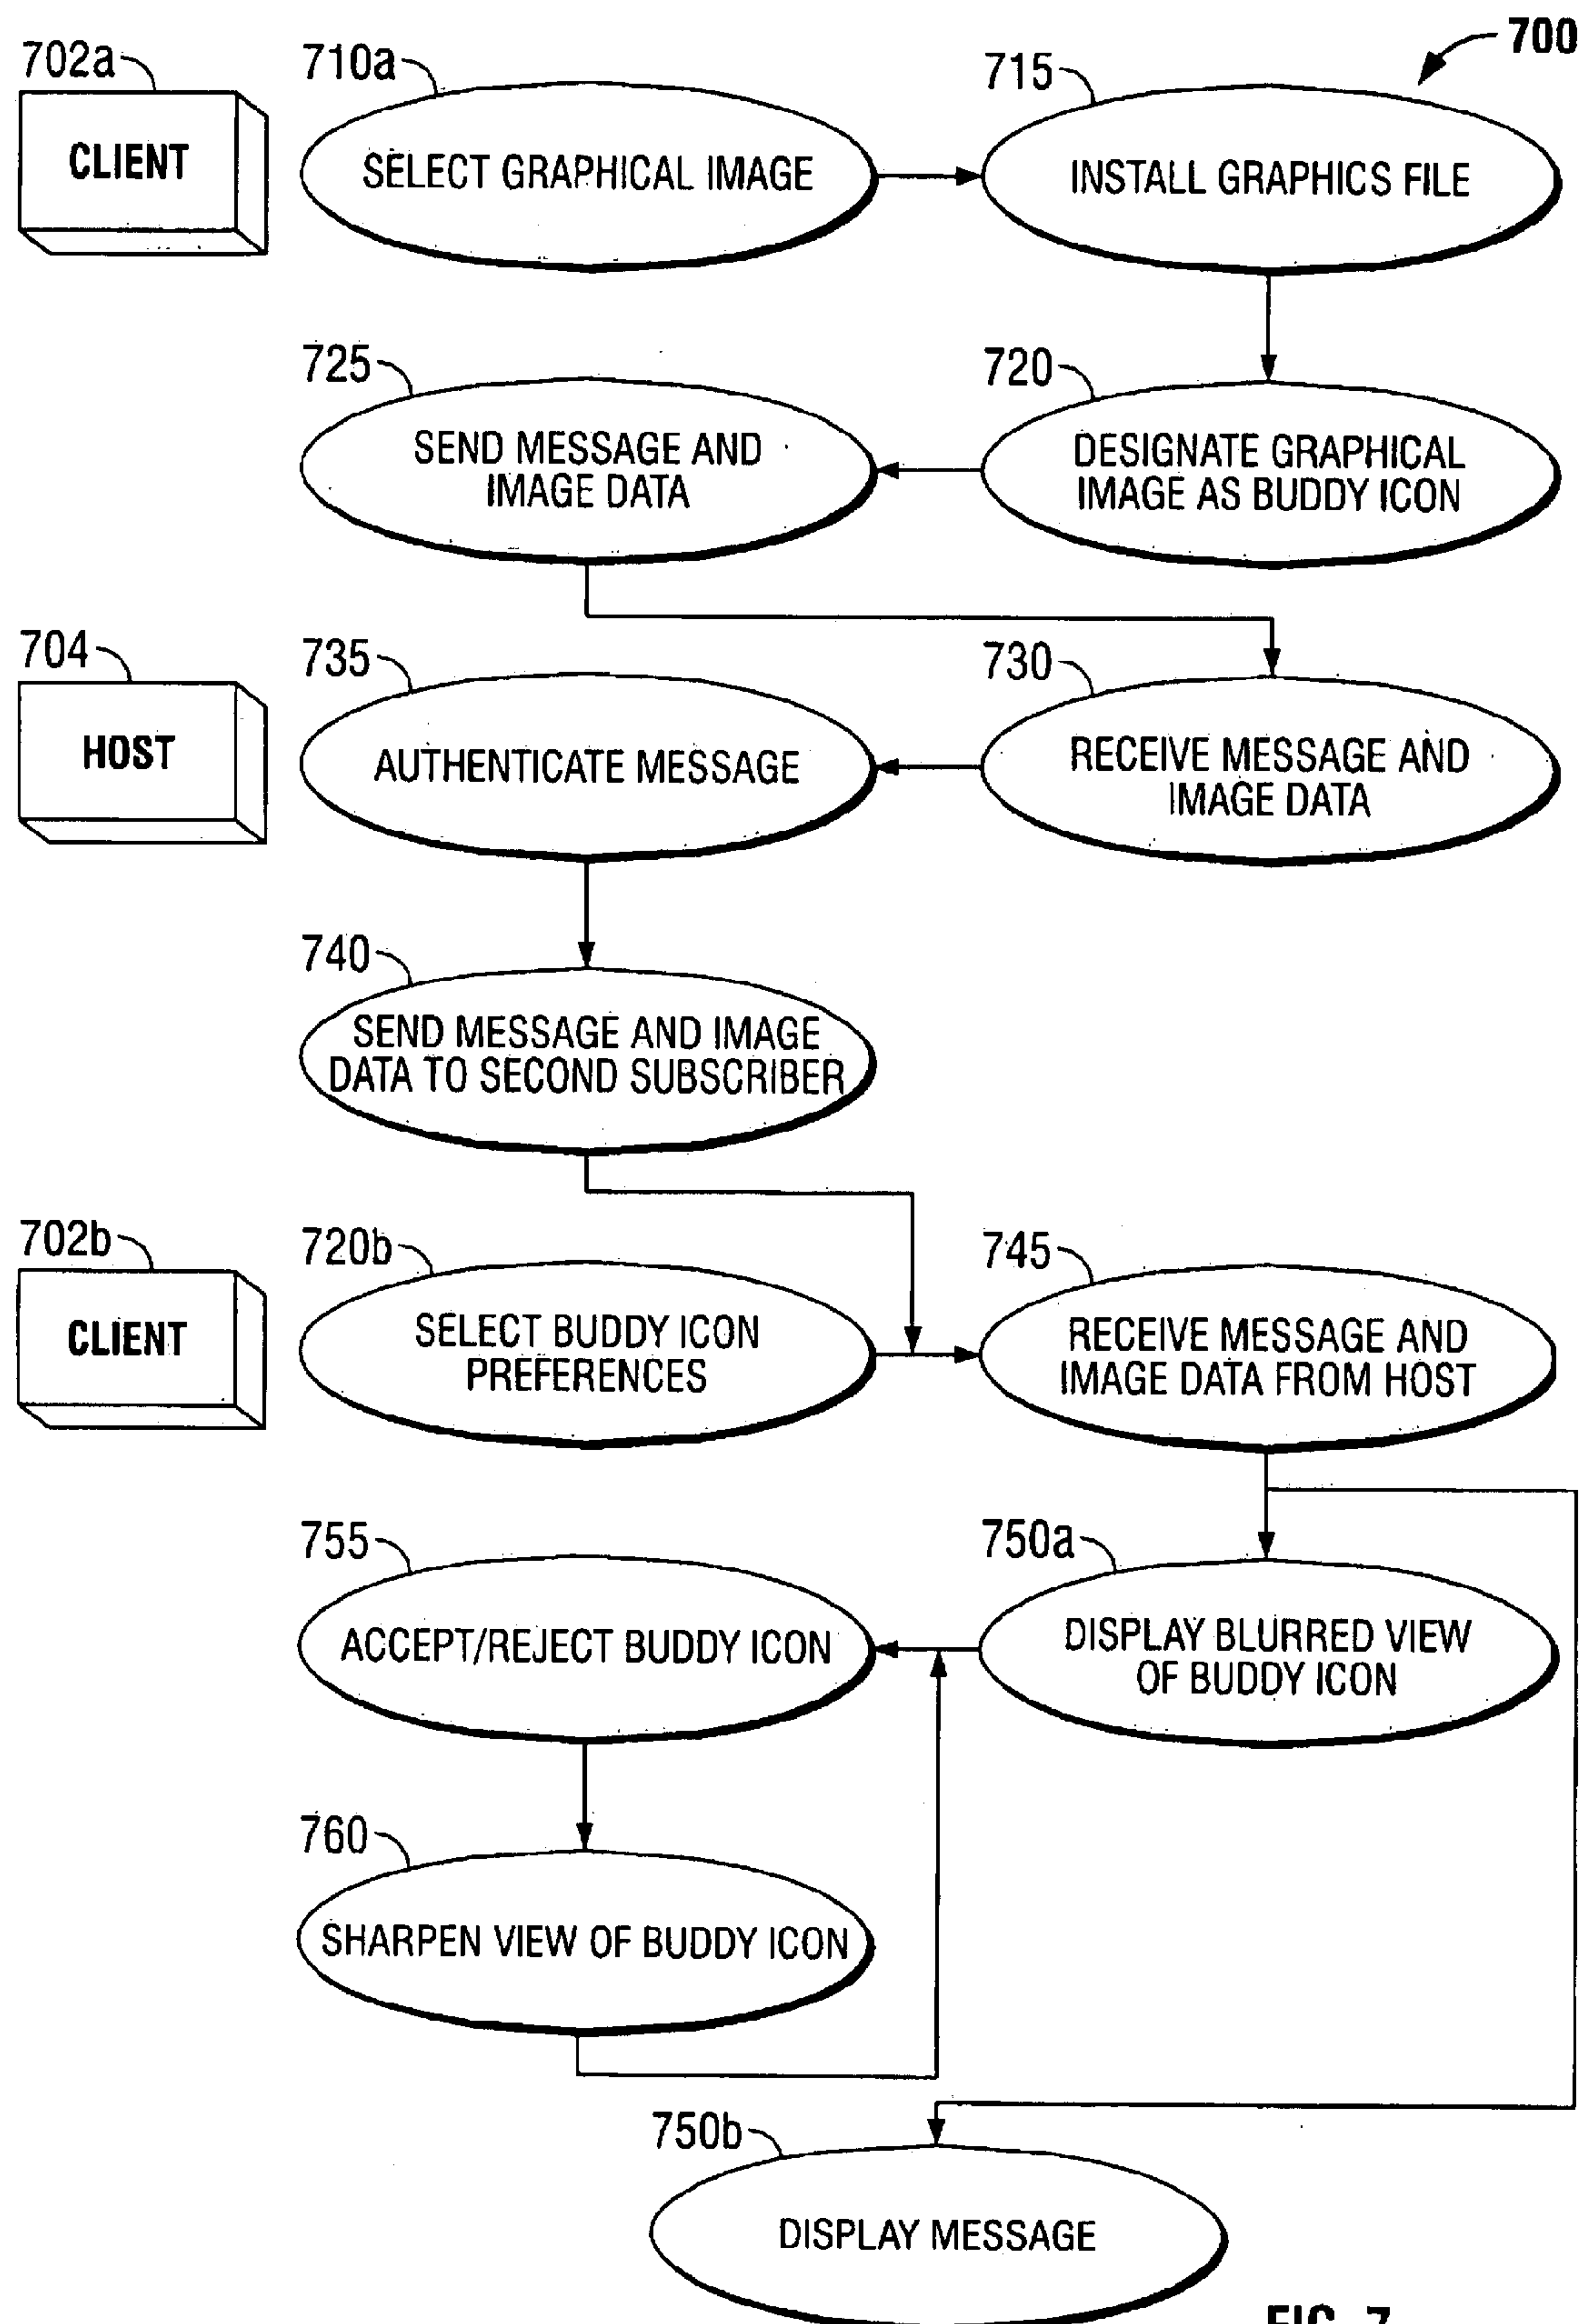 700
702a
CLIENT
710a
SELECT GRAPHICAL IMAGE
715
INSTALL GRAPHICS FILE
725
SEND MESSAGE AND
IMAGE DATA
720
DESIGNATE GRAPHICAL
IMAGE AS BUDDY ICON
704
HOST
735
AUTHENTICATE MESSAGE
730
RECEIVE MESSAGE AND
IMAGE DATA
740
SEND MESSAGE AND IMAGE
DATA TO SECOND SUBSCRIBER
702b
CLIENT
720b
SELECT BUDDY ICON
PREFERENCES
745
RECEIVE MESSAGE AND
IMAGE DATA FROM HOST
755
ACCEPT/REJECT BUDDY ICON
750a
DISPLAY BLURRED VIEW
OF BUDDY ICON
760
SHARPEN VIEW OF BUDDY ICON
750b
DISPLAY MESSAGE
FIG. 7